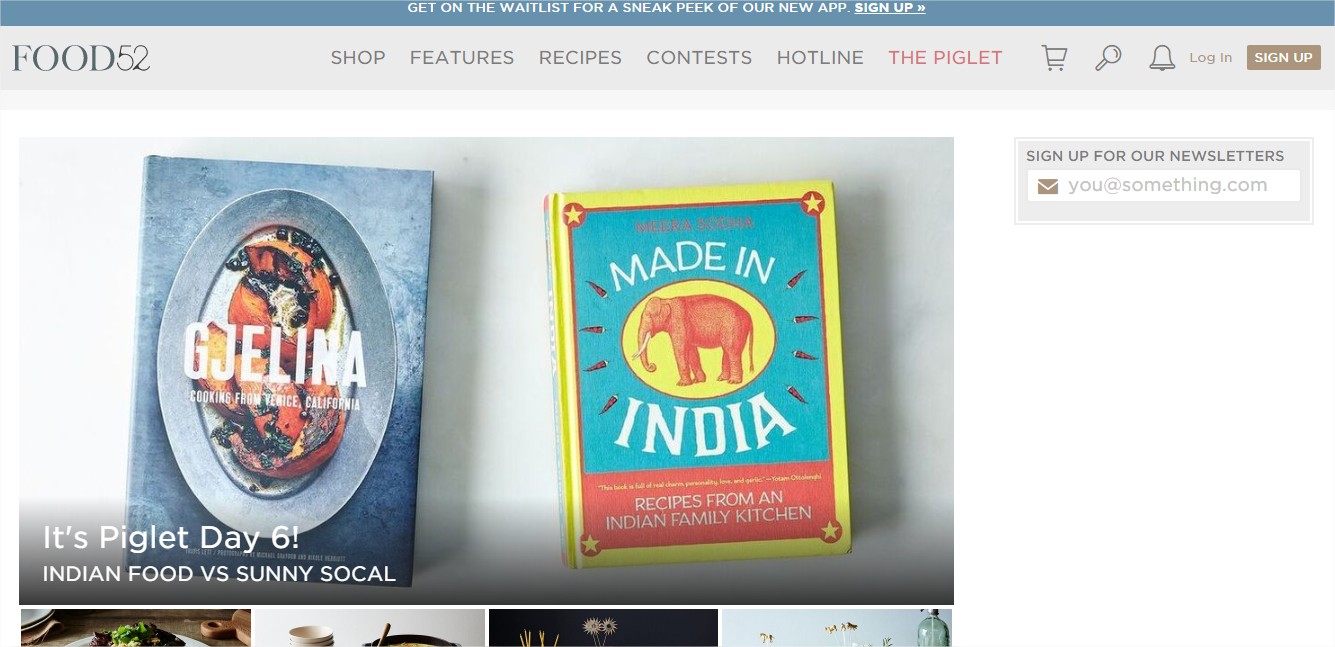 GET ON THE WAITLIST FOR A SNEAK PEEK OF OUR NEW APP. SIGN UP »
FOOD52
SHOP FEATURES RECIPES CONTESTS HOTLINE THE PIGLET Log In SIGN UP
SIGN UP FOR OUR NEWSLETTERS
you@something.com
GJELINA
COOKING FROM VENICE, CALIFORNIA
MEERA SODHA
MADE IN
INDIA
"This book is full of real charm, personality, love, and garlic." —Yotam Ottolenghi
RECIPES FROM AN
INDIAN FAMILY KITCHEN
It's Piglet Day 6!
INDIAN FOOD VS SUNNY SOCAL